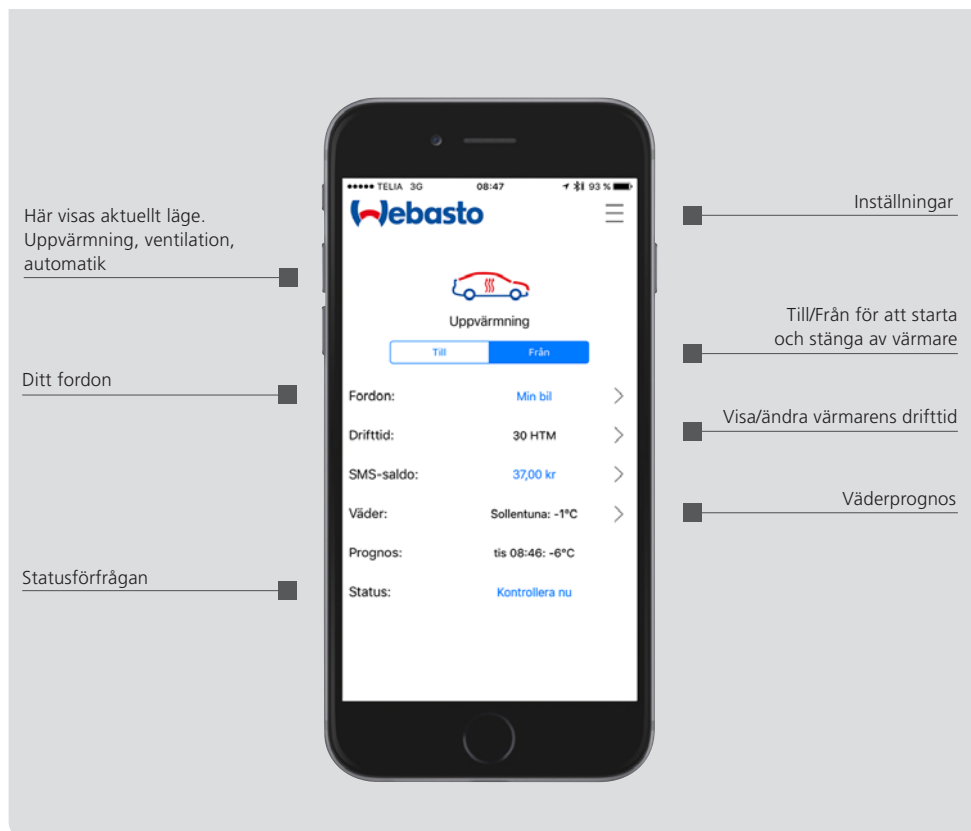 Här visas aktuellt läge.
Uppvärmning, ventilation,
automatik
Ditt fordon
Statusförfrågan
TELIA 3G 08:47 93 %
Webasto
Uppvärmning
Till Från
Fordon: Min bil
Drifttid: 30 HTM
SMS-saldo: 37,00 kr
Väder: Sollentuna: -1°C
Prognos: tis 08:46: -6°C
Status: Kontrollera nu
Inställningar
Till/Från för att starta
och stänga av värmare
Visa/ändra värmarens drifttid
Väderprognos